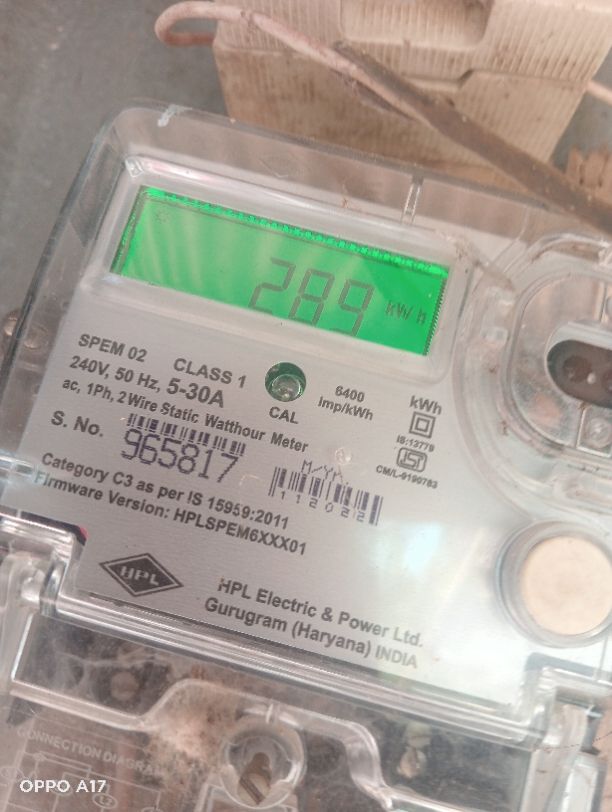 289 kWh
SPEM 02 CLASS 1
240V, 50 Hz, 5-30A
ac, 1Ph, 2 Wire Static Watthour Meter
CAL
6400
imp/kWh
kWh
IS:13779
CM/L-9190783
S. No. 965817
M/YR.
112022
Category C3 as per IS 15959:2011
Firmware Version: HPLSPEM6XXX01
HPL
HPL Electric & Power Ltd.
Gurugram (Haryana) INDIA
CONNECTION DIAGRAM
OPPO A17